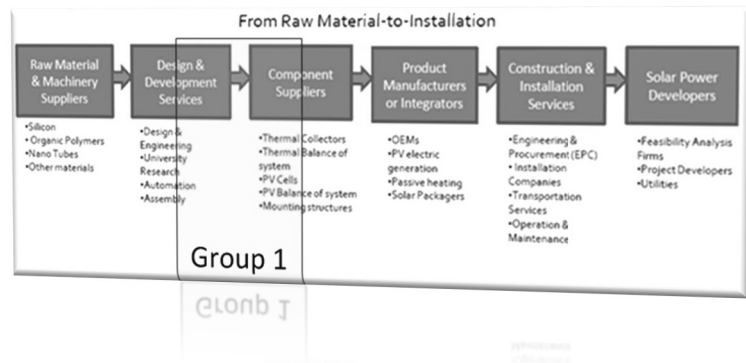 From Raw Material-to-Installation
Raw Material
& Machinery
Suppliers
•Silicon
• Organic Polymers
•Nano Tubes
•Other materials
Design &
Development
Services
•Design &
Engineering
•University
Research
•Automation
•Assembly
Component
Suppliers
•Thermal Collectors
•Thermal Balance of
system
•PV Cells
•PV Balance of system
•Mounting structures
Product
Manufacturers
or Integrators
•OEMs
•PV electric
generation
•Passive heating
•Solar Packagers
Construction &
Installation
Services
•Engineering &
Procurement (EPC)
• Installation
Companies
•Transportation
Services
•Operation &
Maintenance
Solar Power
Developers
•Feasibility Analysis
Firms
•Project Developers
•Utilities
Group 1